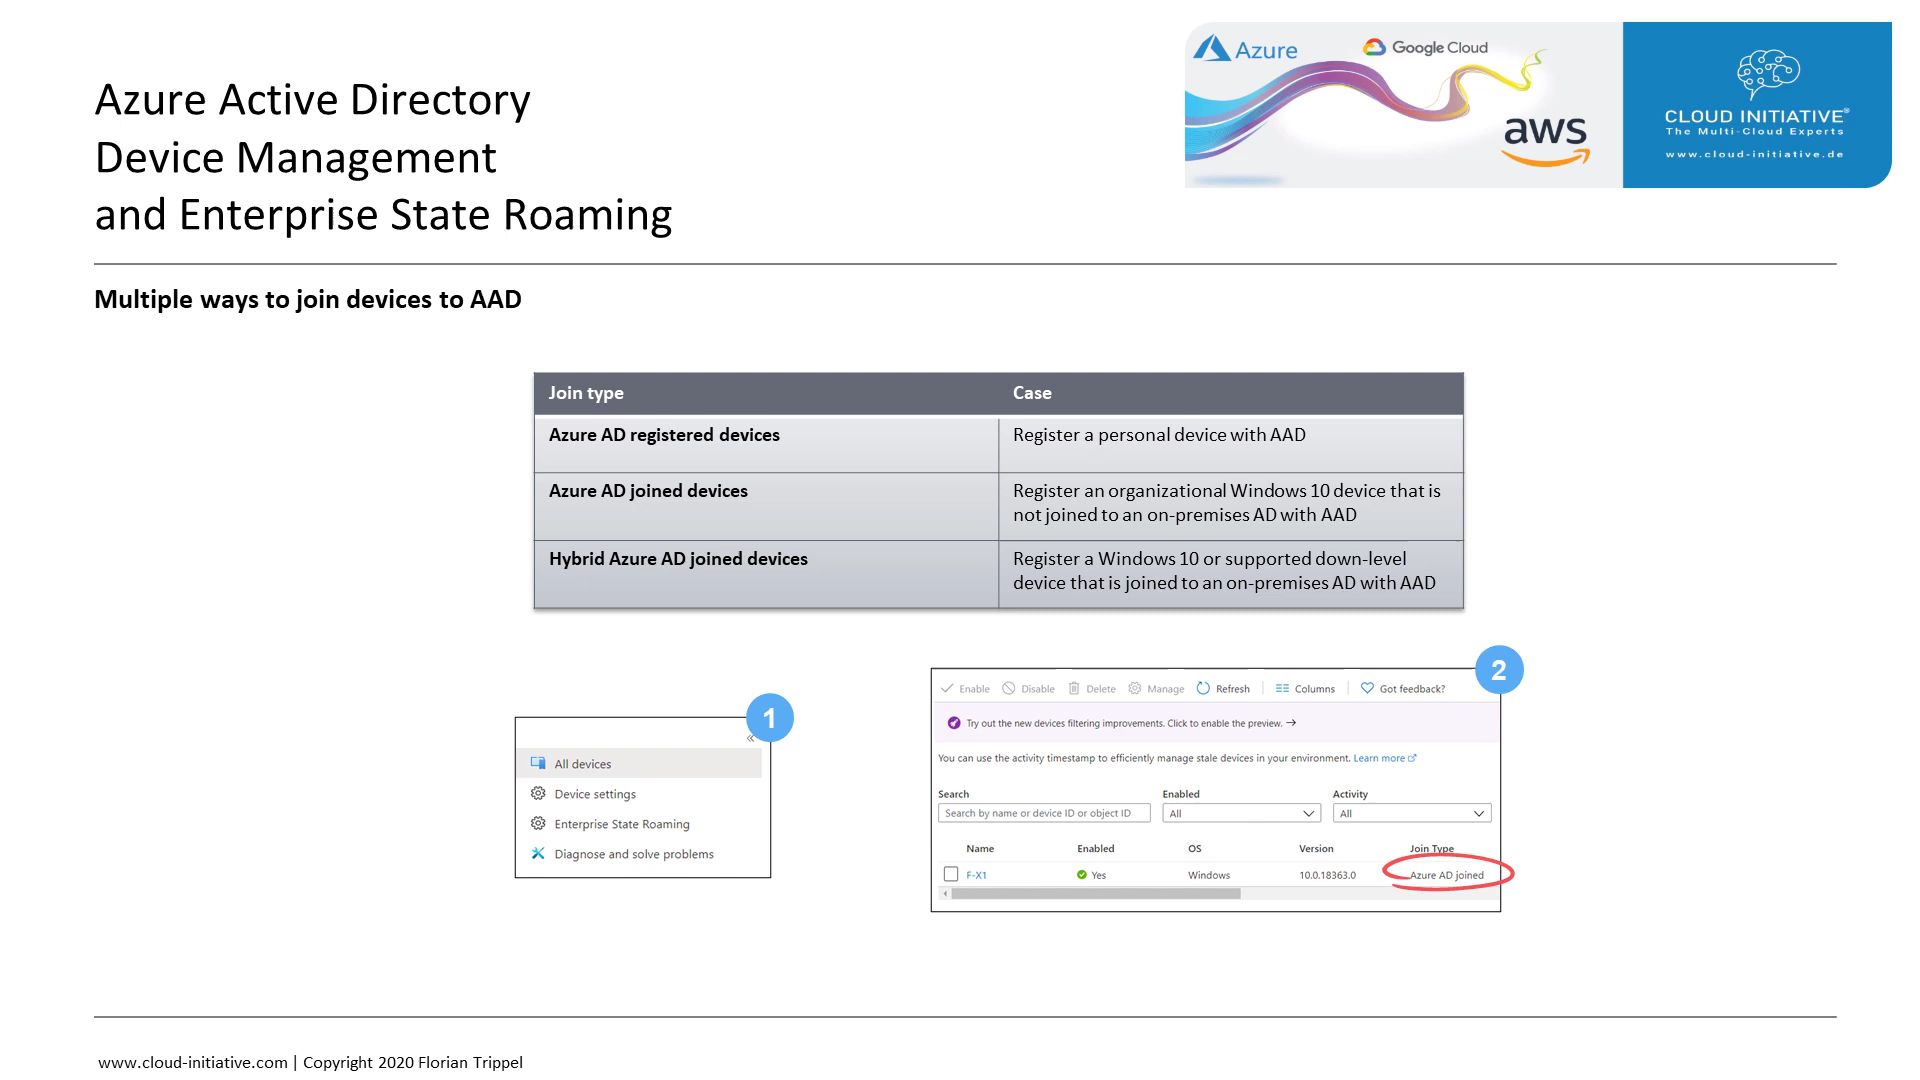 Azure
Google Cloud
aws
CLOUD INITIATIVE®
The Multi-Cloud Experts
www.cloud-initiative.de
Azure Active Directory
Device Management
and Enterprise State Roaming
Multiple ways to join devices to AAD
Join type Case
Azure AD registered devices Register a personal device with AAD
Azure AD joined devices Register an organizational Windows 10 device that is
not joined to an on-premises AD with AAD
Hybrid Azure AD joined devices Register a Windows 10 or supported down-level
device that is joined to an on-premises AD with AAD
1
«
All devices
Device settings
Enterprise State Roaming
Diagnose and solve problems
2
Enable Disable Delete Manage Refresh Columns Got feedback?
Try out the new devices filtering improvements. Click to enable the preview. →
You can use the activity timestamp to efficiently manage stale devices in your environment. Learn more
Search Enabled Activity
Search by name or device ID or object ID All All
Name Enabled OS Version Join Type
F-X1 Yes Windows 10.0.18363.0 Azure AD joined
www.cloud-initiative.com | Copyright 2020 Florian Trippel